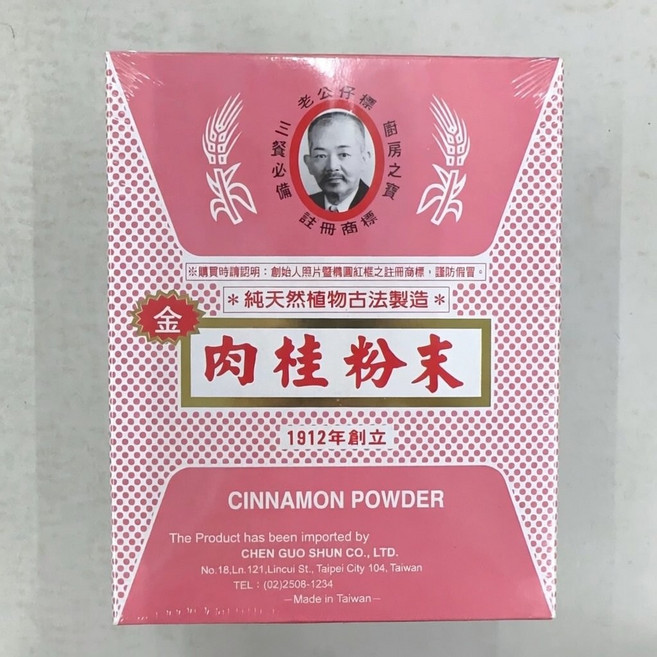 老公仔標
三餐必備
廚房之寶
註冊商標
※購買時請認明：創始人照片暨橢圓紅框之註冊商標，謹防假冒。
＊純天然植物古法製造＊
金
肉桂粉末
1912年創立
CINNAMON POWDER
The Product has been imported by
CHEN GUO SHUN CO., LTD.
No.18,Ln.121,Lincui St., Taipei City 104, Taiwan
TEL：(02)2508-1234
—Made in Taiwan—